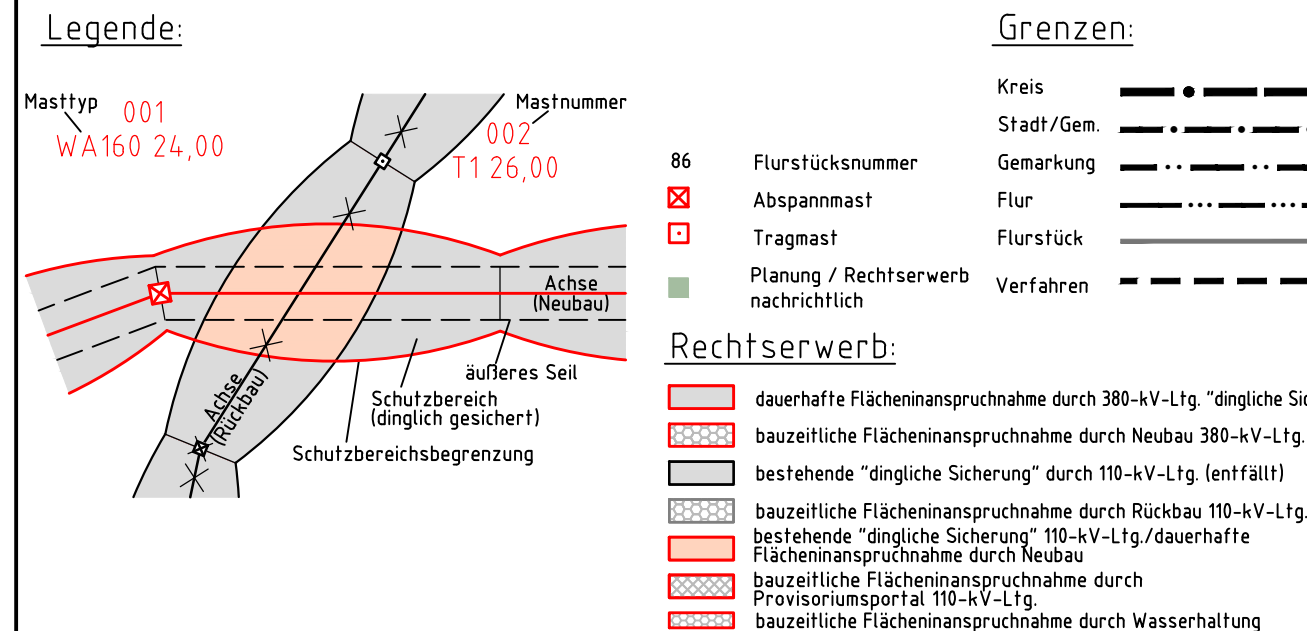 Legende:
Masttyp
001
WA160 24,00
Mastnummer
002
T1 26,00
Achse
(Neubau)
Achse
(Rückbau)
äußeres Seil
Schutzbereich
(dinglich gesichert)
Schutzbereichsbegrenzung
86 Flurstücksnummer
Abspannmast
Tragmast
Planung / Rechtserwerb
nachrichtlich
Grenzen:
Kreis
Stadt/Gem.
Gemarkung
Flur
Flurstück
Verfahren
Rechtserwerb:
dauerhafte Flächeninanspruchnahme durch 380-kV-Ltg. "dingliche Sic
bauzeitliche Flächeninanspruchnahme durch Neubau 380-kV-Ltg.
bestehende "dingliche Sicherung" durch 110-kV-Ltg. (entfällt)
bauzeitliche Flächeninanspruchnahme durch Rückbau 110-kV-Ltg.
bestehende "dingliche Sicherung" 110-kV-Ltg./dauerhafte
Flächeninanspruchnahme durch Neubau
bauzeitliche Flächeninanspruchnahme durch
Provisoriumsportal 110-kV-Ltg.
bauzeitliche Flächeninanspruchnahme durch Wasserhaltung